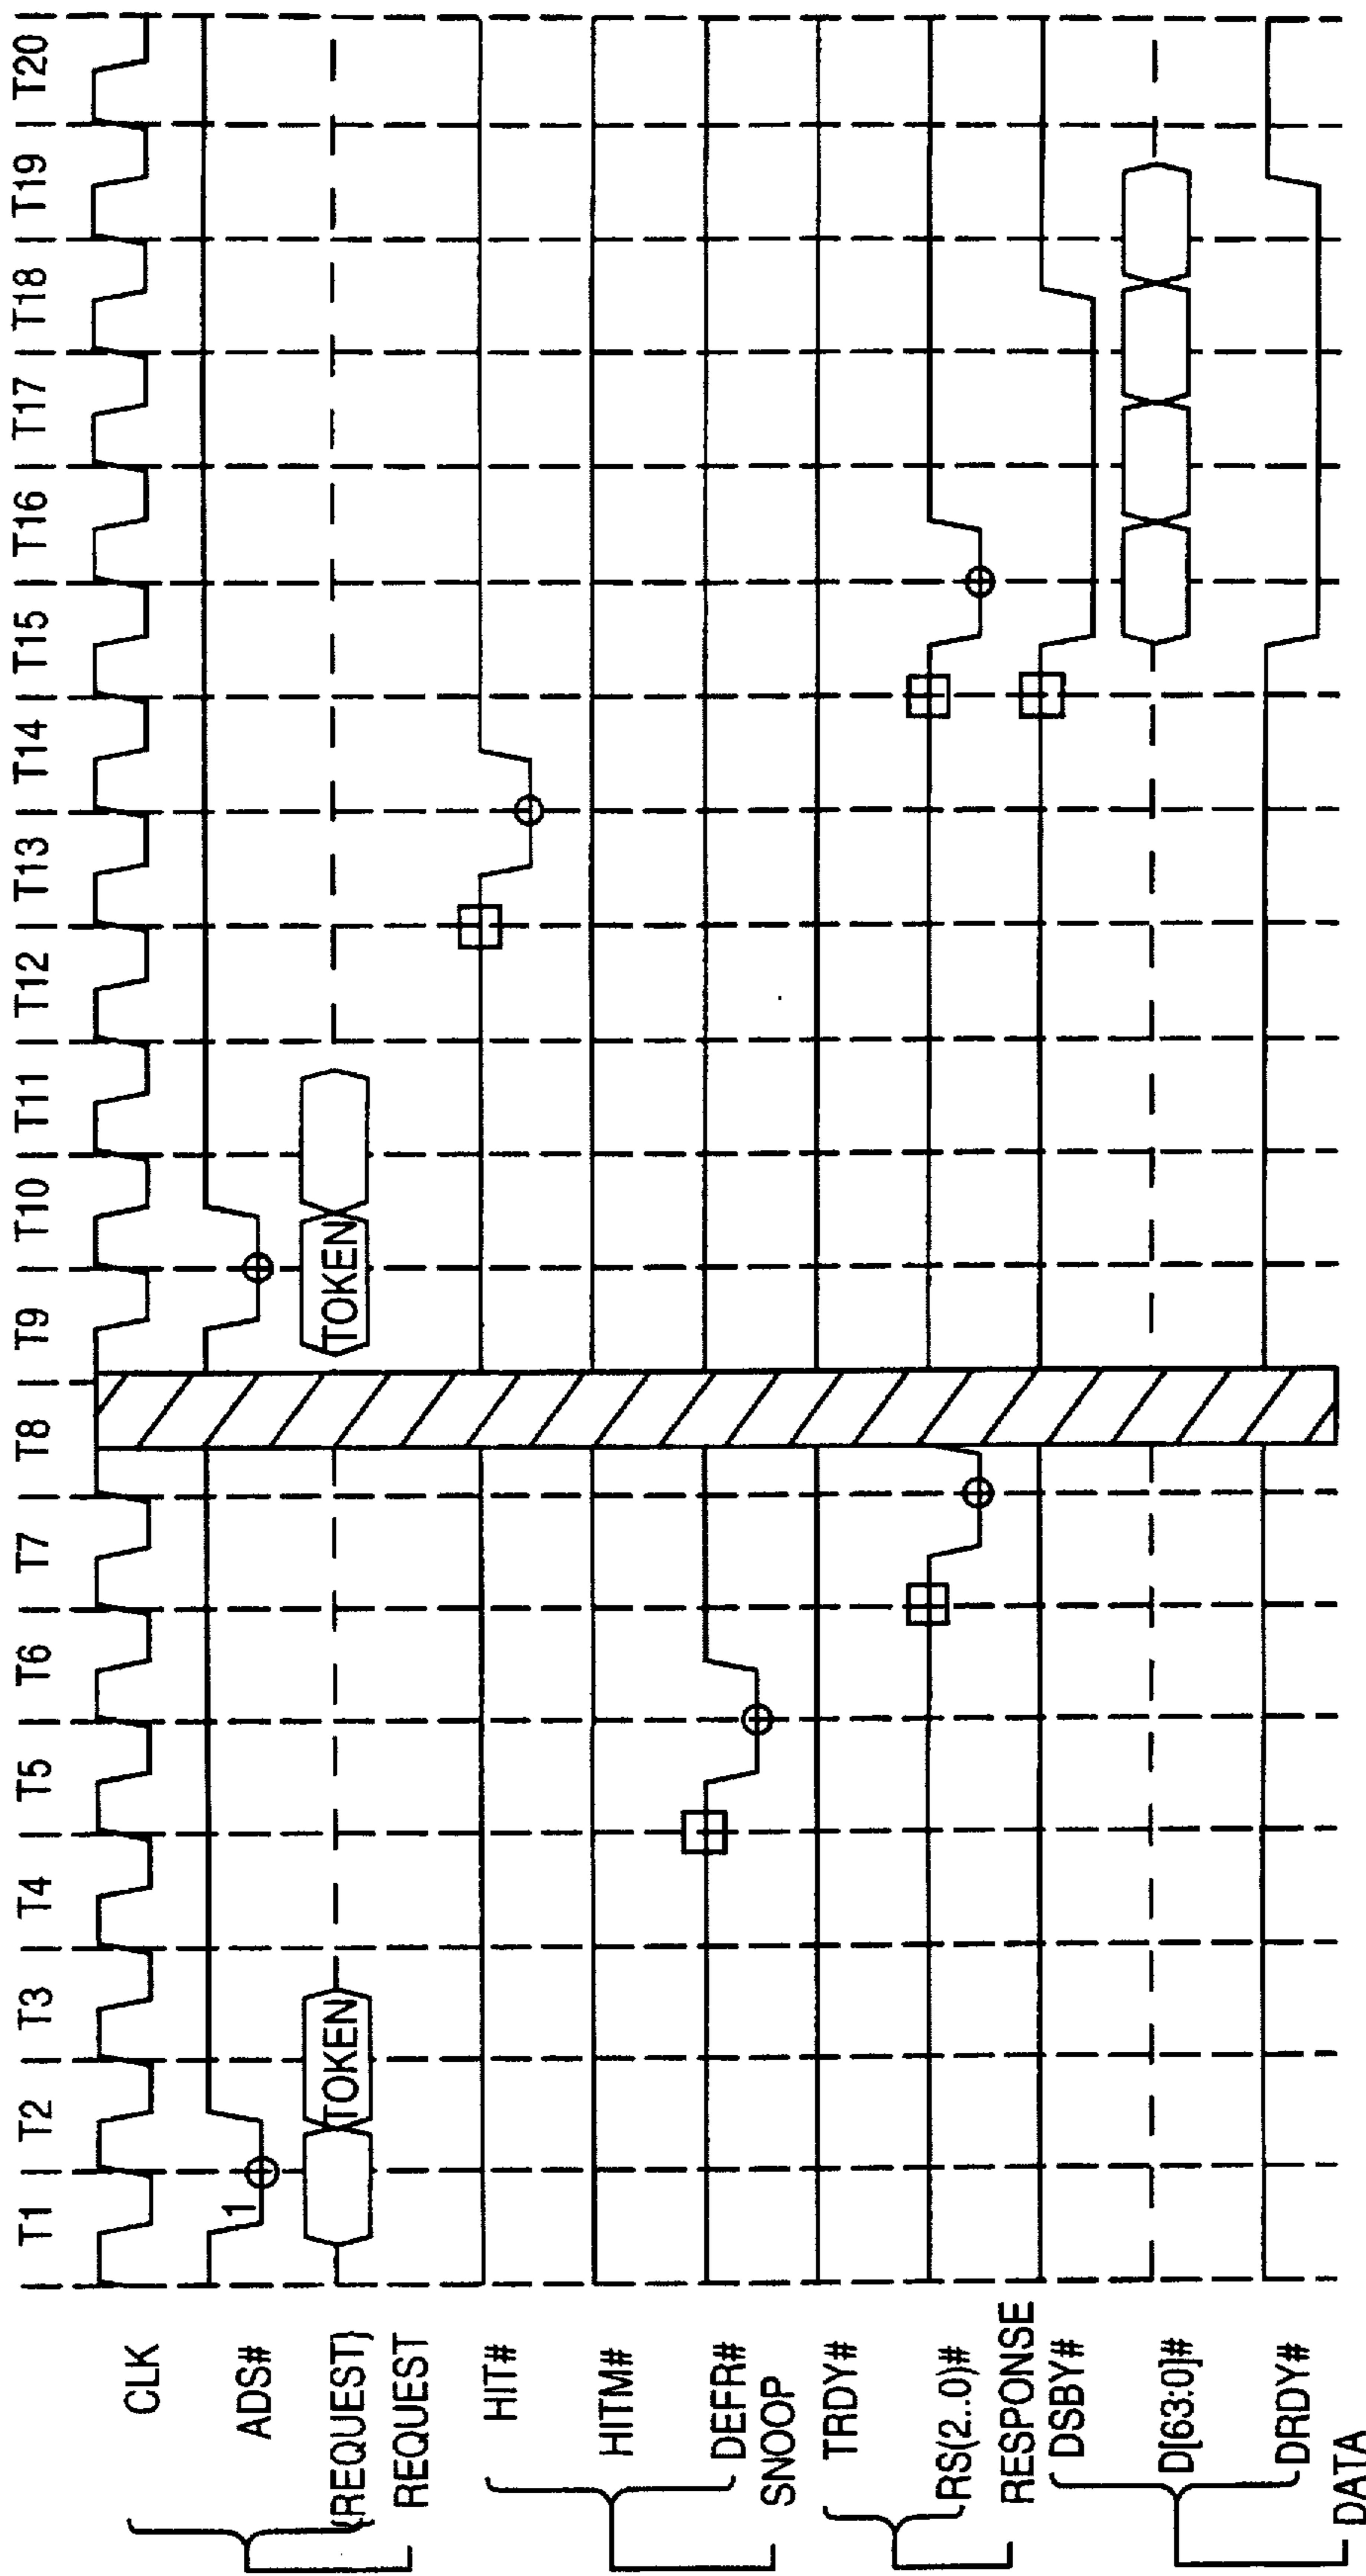 T1 T2 T3 T4 T5 T6 T7 T8 T9 T10 T11 T12 T13 T14 T15 T16 T17 T18 T19 T20
CLK
ADS#
1
{REQUEST}
TOKEN
TOKEN
REQUEST
HIT#
HITM#
DEFR#
SNOOP
TRDY#
RS(2..0)#
RESPONSE
DSBY#
D[63:0]#
DRDY#
DATA